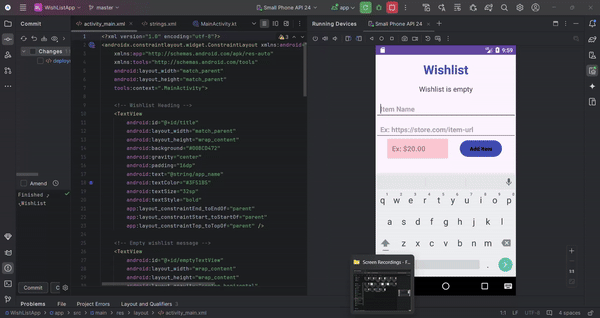 WishListApp
master
Small Phone API 24
app
activity_main.xml
strings.xml
MainActivity.kt
Small Phone API 24
Running Devices
Changes
Amend
Finished
Wishlist
Commit
1 <?xml version="1.0" encoding="utf-8"?>
<androidx.constraintlayout.widget.ConstraintLayout xmlns:android
xmlns:app="http://schemas.android.com/apk/res-auto"
xmlns:tools="http://schemas.android.com/tools"
android:layout_width="match_parent"
android:layout_height="match_parent"
tools:context=".MainActivity">
<!-- Wishlist Heading -->
<TextView
android:id="@+id/title"
android:layout_width="match_parent"
android:layout_height="wrap_content"
android:gravity="center"
android:padding="16dp"
android:text="@string/app_name"
android:textColor="#3F51B5"
android:textSize="32sp"
android:textStyle="bold"
app:layout_constraintEnd_toEndOf="parent"
app:layout_constraintStart_toStartOf="parent"
app:layout_constraintTop_toTopOf="parent" />
<!-- Empty wishlist message -->
<TextView
android:id="@+id/emptyTextView"
android:layout_width="wrap_content"
android:layout_height="wrap_content"
9:59
Wishlist
Wishlist is empty
Item Name
Ex: https://store.com/item-url
Ex: $20.00
Add Item
q w e r t y u i o p
a s d f g h j k l
z x c v b n m
Screen Recordings - F...
1:1
Problems File Project Errors Layout and Qualifiers 2
WishListApp > app > src > main > res > layout > activity_main.xml
1:1 LF UTF-8